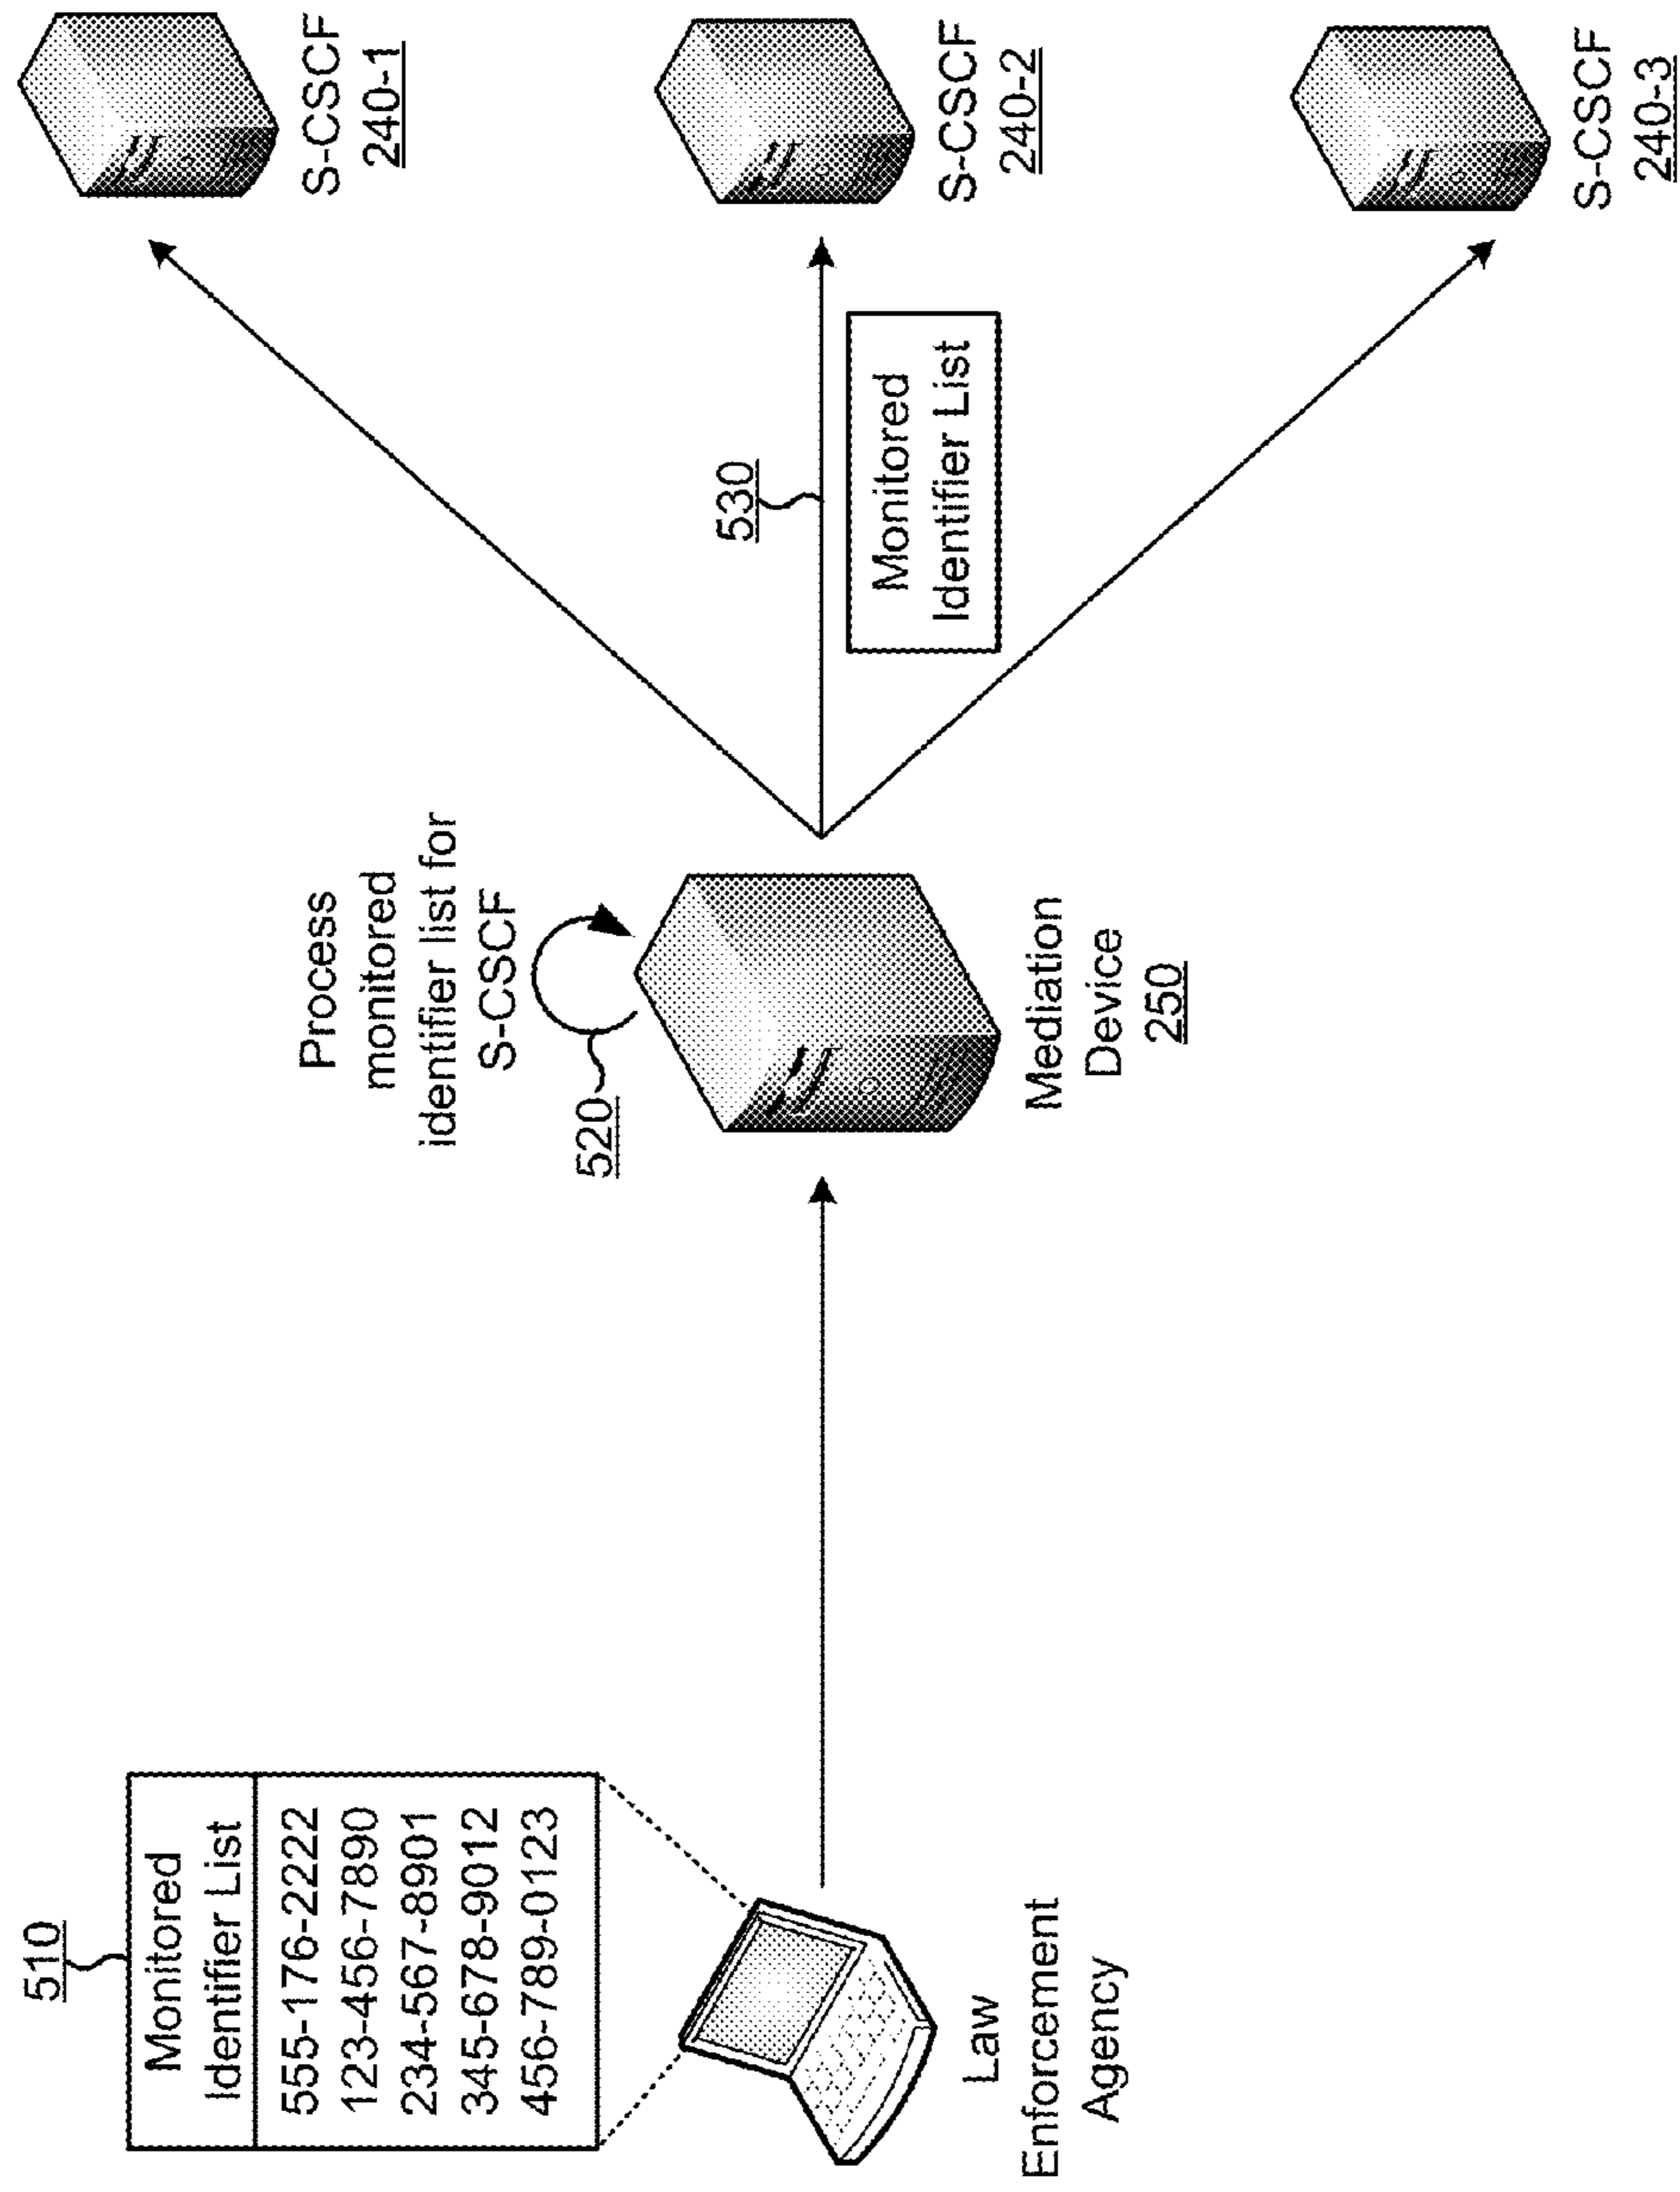 510
Monitored
Identifier List
555-176-2222
123-456-7890
234-567-8901
345-678-9012
456-789-0123
Law
Enforcement
Agency
Process
monitored
identifier list for
S-CSCF
520
Mediation
Device
250
530
Monitored
Identifier List
S-CSCF
240-1
S-CSCF
240-2
S-CSCF
240-3